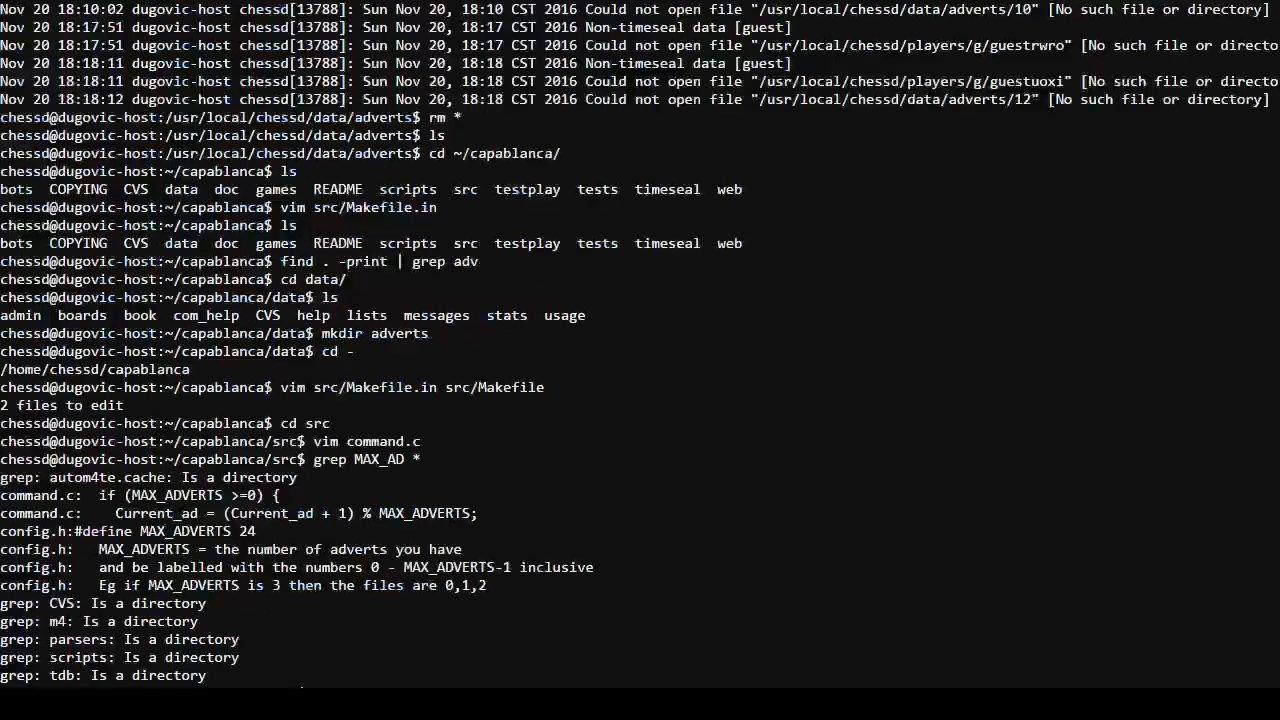 Nov 20 18:10:02 dugovic-host chessd[13788]: Sun Nov 20, 18:10 CST 2016 Could not open file "/usr/local/chessd/data/adverts/10" [No such file or directory]
Nov 20 18:17:51 dugovic-host chessd[13788]: Sun Nov 20, 18:17 CST 2016 Non-timeseal data [guest]
Nov 20 18:17:51 dugovic-host chessd[13788]: Sun Nov 20, 18:17 CST 2016 Could not open file "/usr/local/chessd/players/g/guestrwro" [No such file or directo
Nov 20 18:18:11 dugovic-host chessd[13788]: Sun Nov 20, 18:18 CST 2016 Non-timeseal data [guest]
Nov 20 18:18:11 dugovic-host chessd[13788]: Sun Nov 20, 18:18 CST 2016 Could not open file "/usr/local/chessd/players/g/guestuoxi" [No such file or directo
Nov 20 18:18:12 dugovic-host chessd[13788]: Sun Nov 20, 18:18 CST 2016 Could not open file "/usr/local/chessd/data/adverts/12" [No such file or directory]
chessd@dugovic-host:/usr/local/chessd/data/adverts$ rm *
chessd@dugovic-host:/usr/local/chessd/data/adverts$ ls
chessd@dugovic-host:/usr/local/chessd/data/adverts$ cd ~/capablanca/
chessd@dugovic-host:~/capablanca$ ls
bots  COPYING  CVS  data  doc  games  README  scripts  src  testplay  tests  timeseal  web
chessd@dugovic-host:~/capablanca$ vim src/Makefile.in
chessd@dugovic-host:~/capablanca$ ls
bots  COPYING  CVS  data  doc  games  README  scripts  src  testplay  tests  timeseal  web
chessd@dugovic-host:~/capablanca$ find . -print | grep adv
chessd@dugovic-host:~/capablanca$ cd data/
chessd@dugovic-host:~/capablanca/data$ ls
admin  boards  book  com_help  CVS  help  lists  messages  stats  usage
chessd@dugovic-host:~/capablanca/data$ mkdir adverts
chessd@dugovic-host:~/capablanca/data$ cd -
/home/chessd/capablanca
chessd@dugovic-host:~/capablanca$ vim src/Makefile.in src/Makefile
2 files to edit
chessd@dugovic-host:~/capablanca$ cd src
chessd@dugovic-host:~/capablanca/src$ vim command.c
chessd@dugovic-host:~/capablanca/src$ grep MAX_AD *
grep: autom4te.cache: Is a directory
command.c:  if (MAX_ADVERTS >=0) {
command.c:    Current_ad = (Current_ad + 1) % MAX_ADVERTS;
config.h:#define MAX_ADVERTS 24
config.h:   MAX_ADVERTS = the number of adverts you have
config.h:   and be labelled with the numbers 0 - MAX_ADVERTS-1 inclusive
config.h:   Eg if MAX_ADVERTS is 3 then the files are 0,1,2
grep: CVS: Is a directory
grep: m4: Is a directory
grep: parsers: Is a directory
grep: scripts: Is a directory
grep: tdb: Is a directory